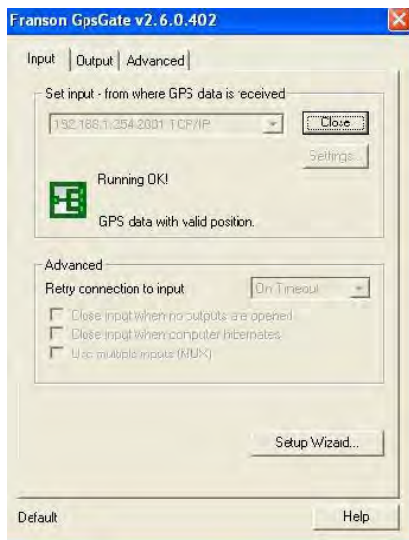 Franson GpsGate v2.6.0.402
Input Output Advanced
Set input - from where GPS data is received
192.168.1.254:2001 TCP/IP Close
Settings...
Running OK!
GPS data with valid position.
Advanced
Retry connection to input On Timeout
Close input when no outputs are opened
Close input when computer hibernates
Use multiple inputs (MUX)
Setup Wizard...
Default Help